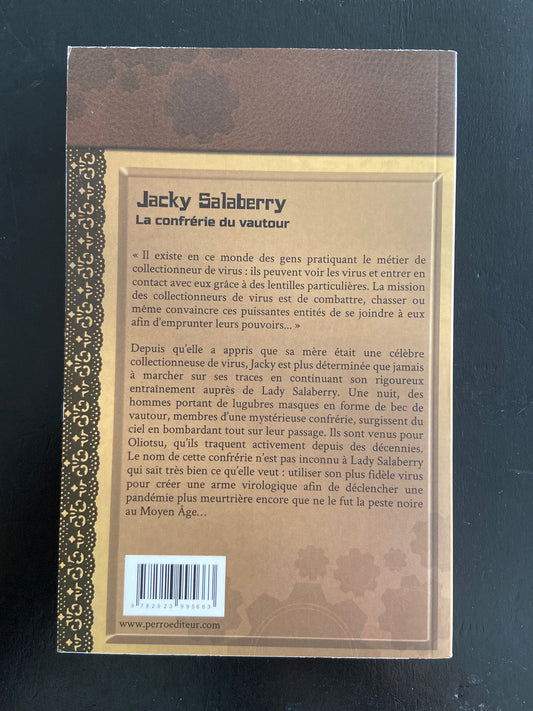 Jacky Salaberry
La confrérie du vautour
« Il existe en ce monde des gens pratiquant le métier de
collectionneur de virus : ils peuvent voir les virus et entrer en
contact avec eux grâce à des lentilles particulières. La mission
des collectionneurs de virus est de combattre, chasser ou
même convaincre ces puissantes entités de se joindre à eux
afin d'emprunter leurs pouvoirs... »
Depuis qu'elle a appris que sa mère était une célèbre
collectionneuse de virus, Jacky est plus déterminée que jamais
à marcher sur ses traces en continuant son rigoureux
entraînement auprès de Lady Salaberry. Une nuit, des
hommes portant de lugubres masques en forme de bec de
vautour, membres d'une mystérieuse confrérie, surgissent du
ciel en bombardant tout sur leur passage. Ils sont venus pour
Oliotsu, qu'ils traquent activement depuis des décennies.
Le nom de cette confrérie n'est pas inconnu à Lady Salaberry
qui sait très bien ce qu'elle veut : utiliser son plus fidèle virus
pour créer une arme virologique afin de déclencher une
pandémie plus meurtrière encore que ne le fut la peste noire
au Moyen Âge…
9 782923 995663
www.perroediteur.com